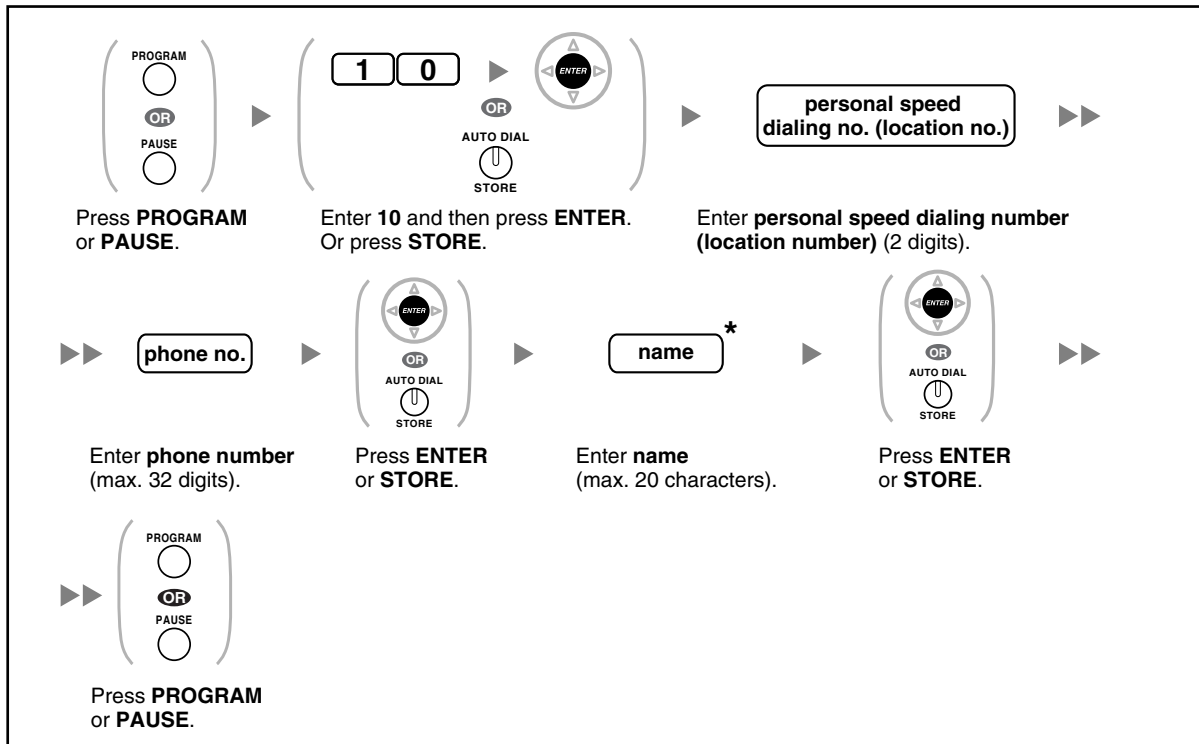 PROGRAM
OR
PAUSE
Press PROGRAM
or PAUSE.
1 0
ENTER
OR
AUTO DIAL
STORE
Enter 10 and then press ENTER.
Or press STORE.
personal speed
dialing no. (location no.)
Enter personal speed dialing number
(location number) (2 digits).
phone no.
Enter phone number
(max. 32 digits).
ENTER
OR
AUTO DIAL
STORE
Press ENTER
or STORE.
name *
Enter name
(max. 20 characters).
ENTER
OR
AUTO DIAL
STORE
Press ENTER
or STORE.
PROGRAM
OR
PAUSE
Press PROGRAM
or PAUSE.